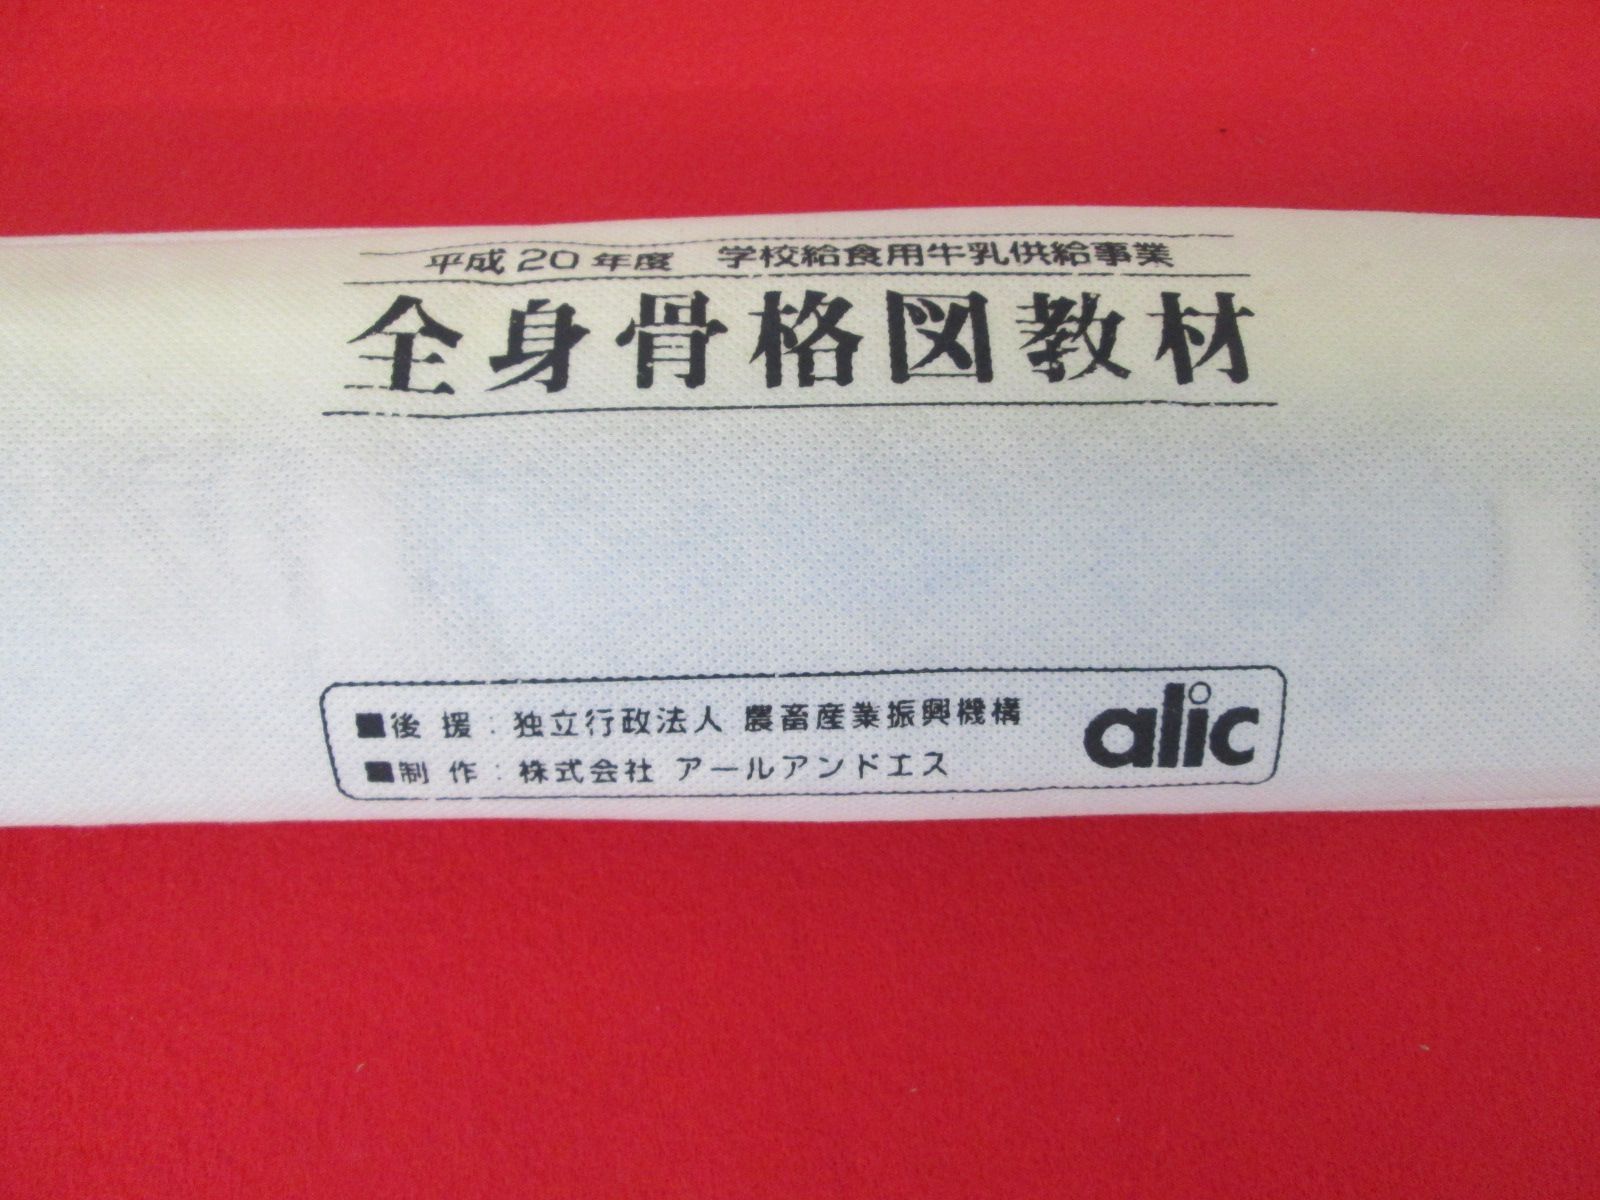 平成20年度 学校給食用牛乳供給事業
全身骨格図教材
■後 援：独立行政法人 農畜産業振興機構
■制 作：株式会社 アールアンドエス
alic